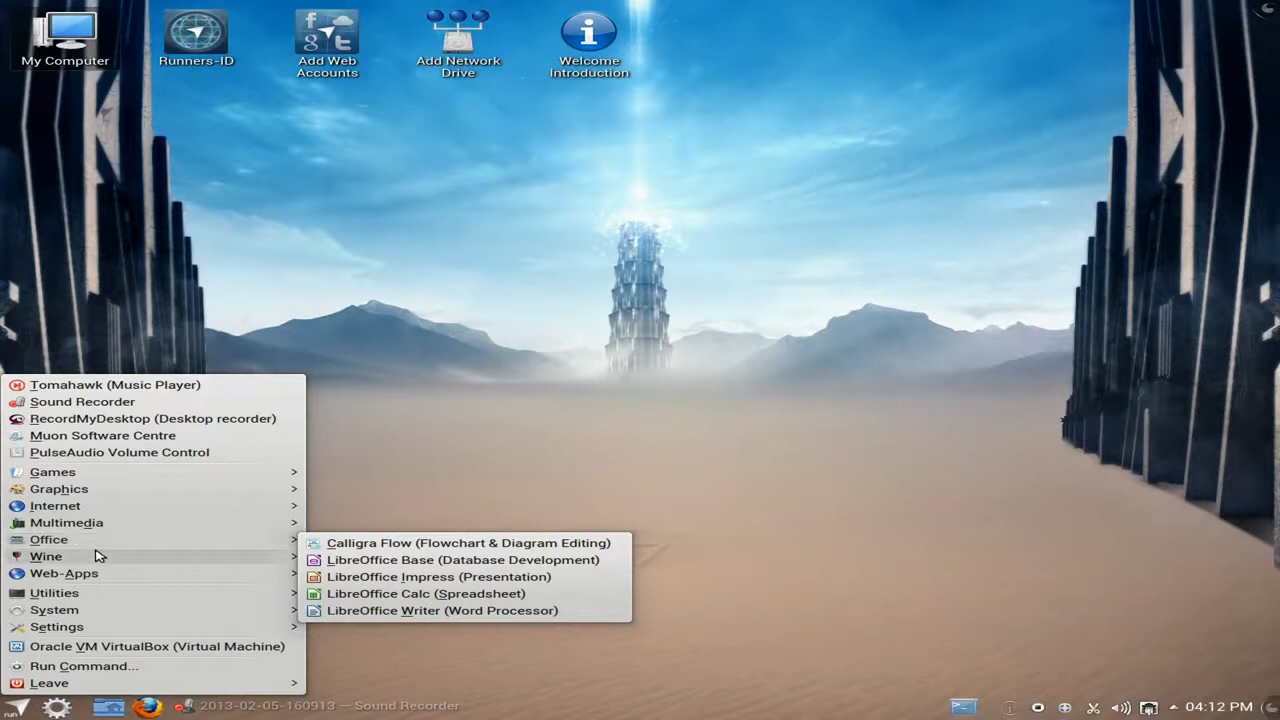 My Computer
Runners-ID
Add Web
Accounts
Add Network
Drive
Welcome
Introduction
Tomahawk (Music Player)
Sound Recorder
RecordMyDesktop (Desktop recorder)
Muon Software Centre
PulseAudio Volume Control
Games
Graphics
Internet
Multimedia
Office
Wine
Web-Apps
Utilities
System
Settings
Oracle VM VirtualBox (Virtual Machine)
Run Command...
Leave
Calligra Flow (Flowchart & Diagram Editing)
LibreOffice Base (Database Development)
LibreOffice Impress (Presentation)
LibreOffice Calc (Spreadsheet)
LibreOffice Writer (Word Processor)
run
2013-02-05-160913 — Sound Recorder
04:12 PM